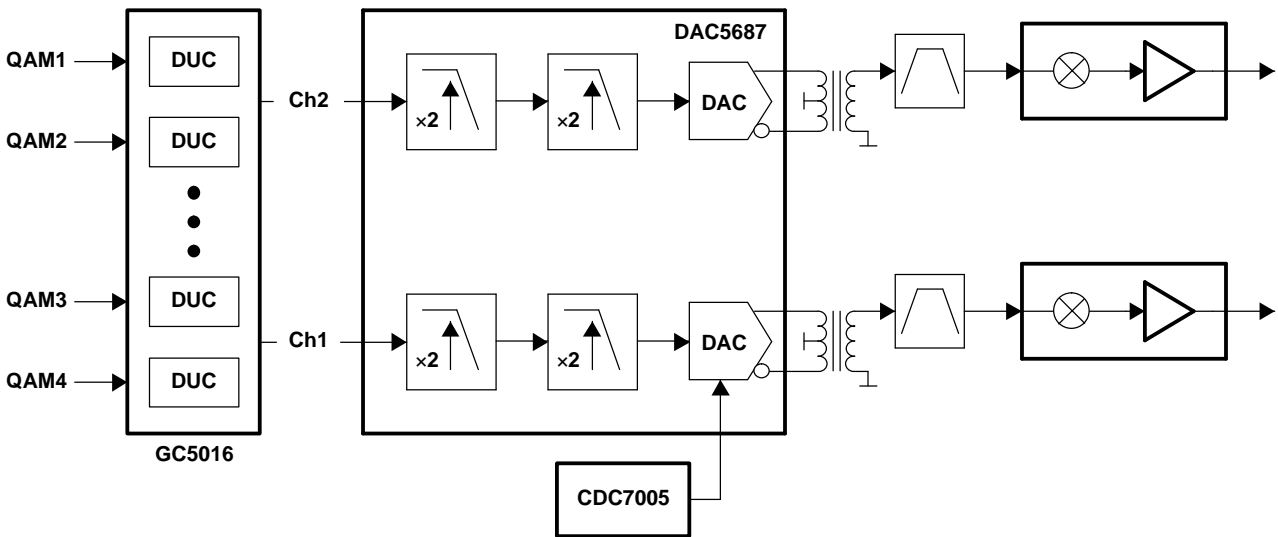 DAC5687
QAM1
DUC
×2
×2
DAC
Ch2
QAM2
DUC
QAM3
DUC
Ch1
×2
×2
DAC
QAM4
DUC
GC5016
CDC7005